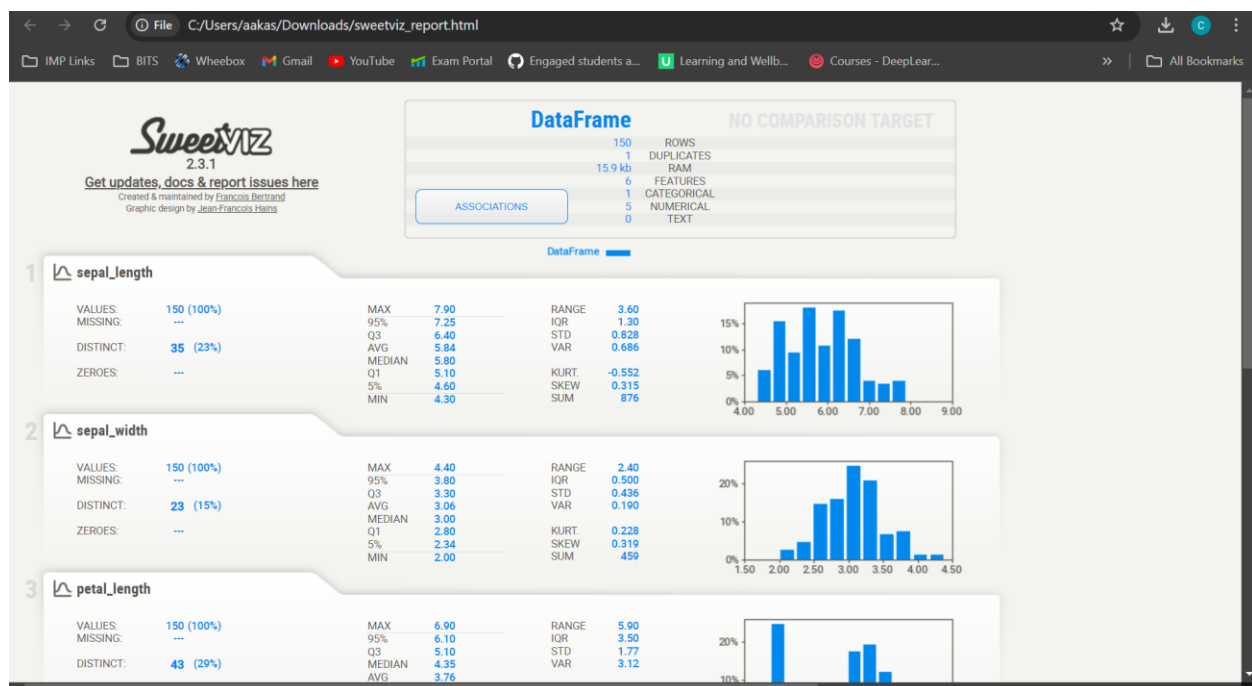 File C:/Users/aakas/Downloads/sweetviz_report.html C
IMP Links BITS Wheebox Gmail YouTube Exam Portal Engaged students a... Learning and Wellb... Courses - DeepLear... » All Bookmarks
SweetVIZ
2.3.1
Get updates, docs & report issues here
Created & maintained by Francois Bertrand
Graphic design by Jean-Francois Hains
DataFrame NO COMPARISON TARGET
150 ROWS
1 DUPLICATES
15.9 kb RAM
6 FEATURES
1 CATEGORICAL
5 NUMERICAL
0 TEXT
ASSOCIATIONS
DataFrame
1 sepal_length
VALUES: 150 (100%)
MISSING: ---
DISTINCT: 35 (23%)
ZEROES: ---
MAX 7.90
95% 7.25
Q3 6.40
AVG 5.84
MEDIAN 5.80
Q1 5.10
5% 4.60
MIN 4.30
RANGE 3.60
IQR 1.30
STD 0.828
VAR 0.686
KURT. -0.552
SKEW 0.315
SUM 876
15%
10%
5%
0%
4.00 5.00 6.00 7.00 8.00 9.00
2 sepal_width
VALUES: 150 (100%)
MISSING: ---
DISTINCT: 23 (15%)
ZEROES: ---
MAX 4.40
95% 3.80
Q3 3.30
AVG 3.06
MEDIAN 3.00
Q1 2.80
5% 2.34
MIN 2.00
RANGE 2.40
IQR 0.500
STD 0.436
VAR 0.190
KURT. 0.228
SKEW 0.319
SUM 459
20%
10%
0%
1.50 2.00 2.50 3.00 3.50 4.00 4.50
3 petal_length
VALUES: 150 (100%)
MISSING: ---
DISTINCT: 43 (29%)
MAX 6.90
95% 6.10
Q3 5.10
MEDIAN 4.35
AVG 3.76
RANGE 5.90
IQR 3.50
STD 1.77
VAR 3.12
20%
10%